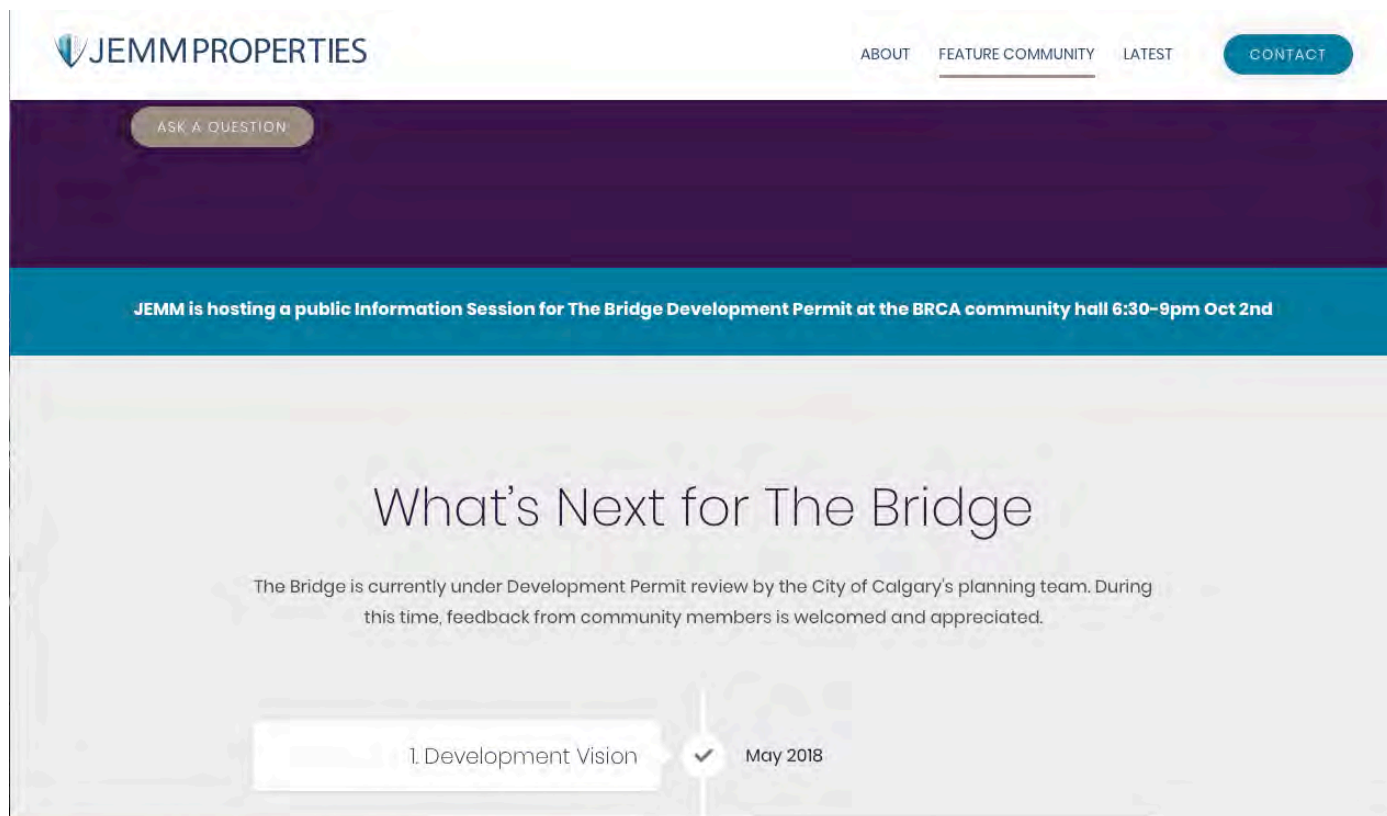 JEMM PROPERTIES
ABOUT FEATURE COMMUNITY LATEST CONTACT
ASK A QUESTION
JEMM is hosting a public Information Session for The Bridge Development Permit at the BRCA community hall 6:30-9pm Oct 2nd
What's Next for The Bridge
The Bridge is currently under Development Permit review by the City of Calgary's planning team. During
this time, feedback from community members is welcomed and appreciated.
1. Development Vision
May 2018